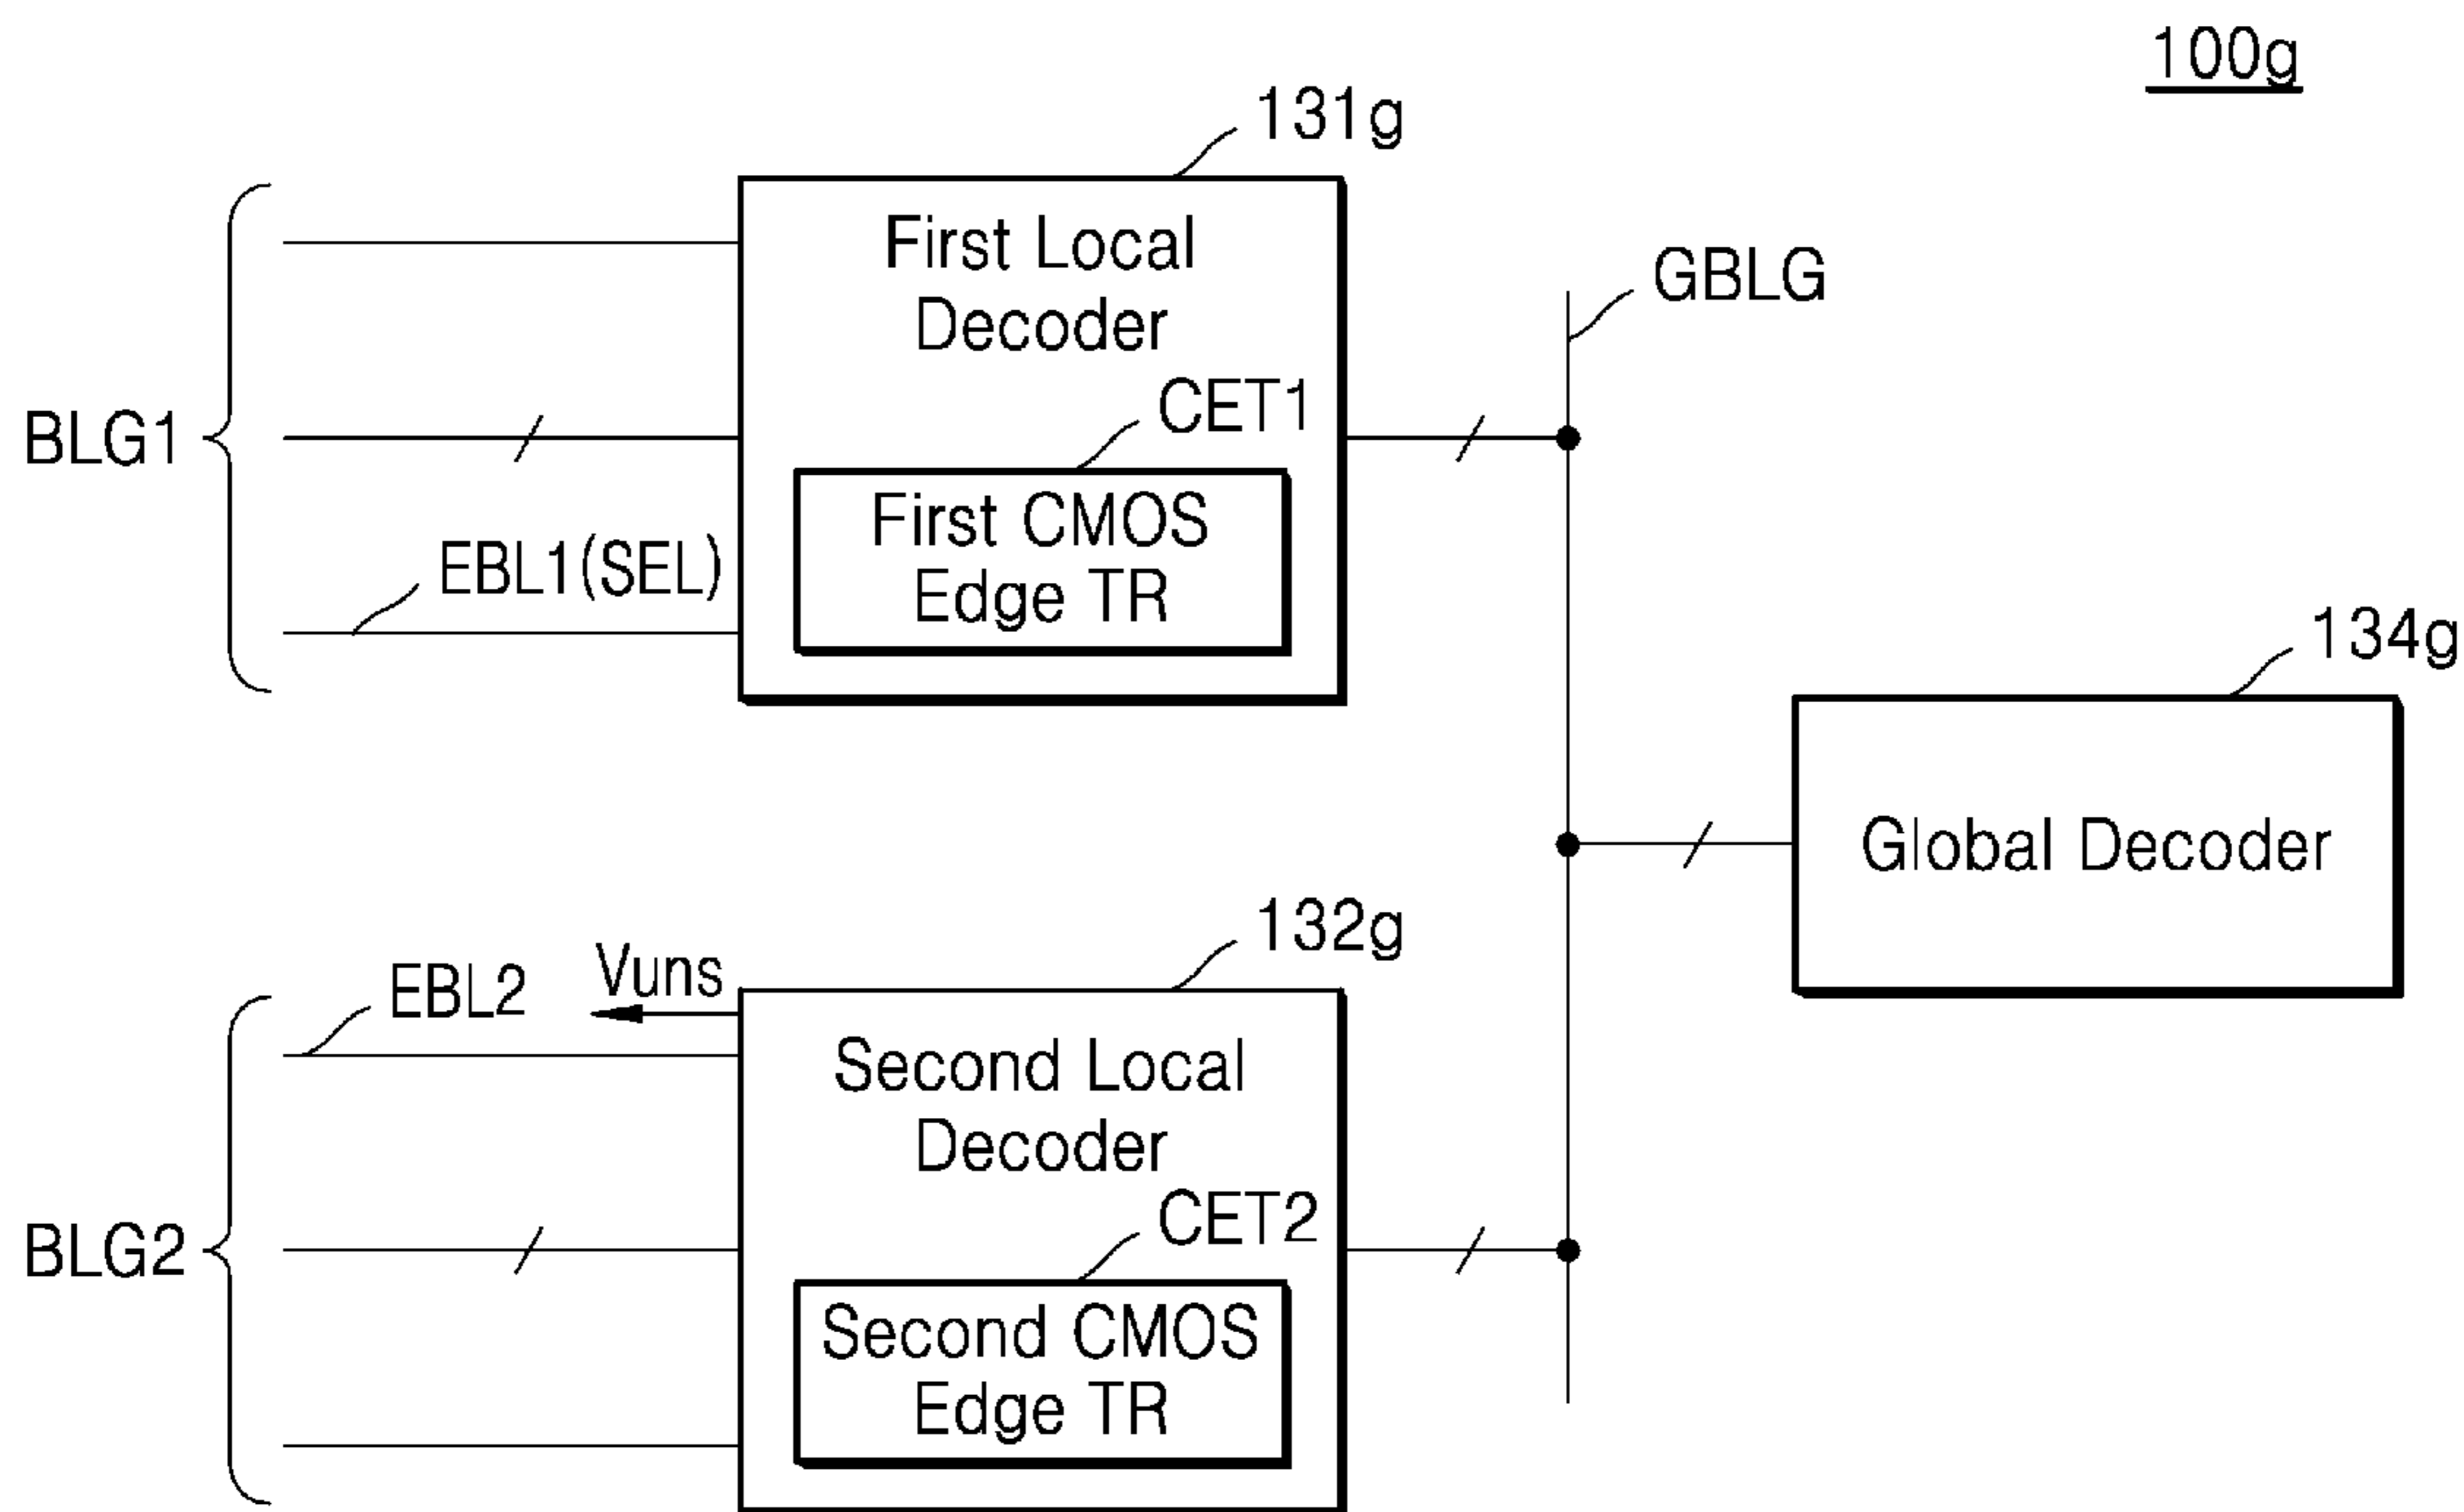 100g
131g
First Local
Decoder
GBLG
CET1
BLG1
First CMOS
Edge TR
EBL1(SEL)
134g
Global Decoder
132g
Vuns
EBL2
Second Local
Decoder
CET2
BLG2
Second CMOS
Edge TR